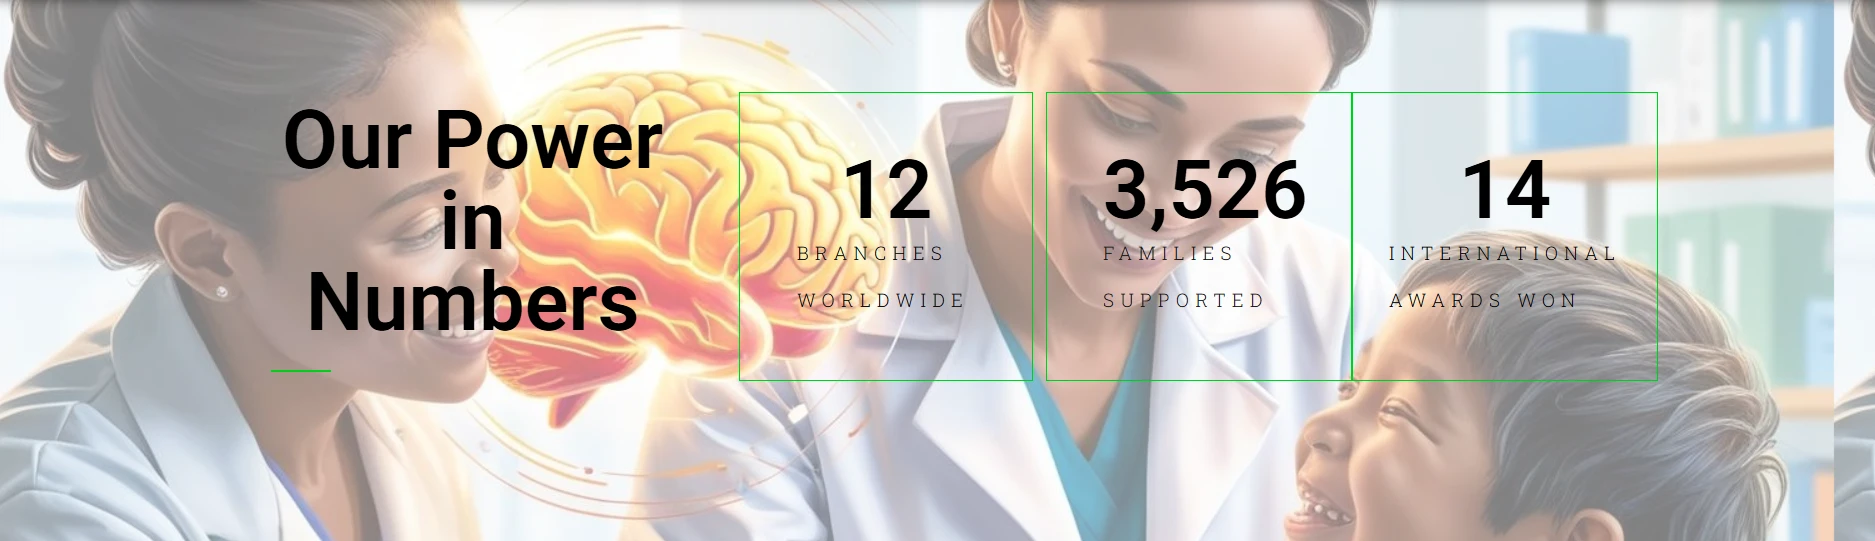 Our Power
in
Numbers
12
BRANCHES
WORLDWIDE
3,526
FAMILIES
SUPPORTED
14
INTERNATIONAL
AWARDS WON